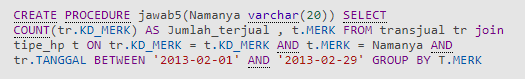 CREATE PROCEDURE jawab5(Namanya varchar(20)) SELECT
COUNT(tr.KD_MERK) AS Jumlah_terjual , t.MERK FROM transjual tr join
tipe_hp t ON tr.KD_MERK = t.KD_MERK AND t.MERK = Namanya AND
tr.TANGGAL BETWEEN '2013-02-01' AND '2013-02-29' GROUP BY T.MERK